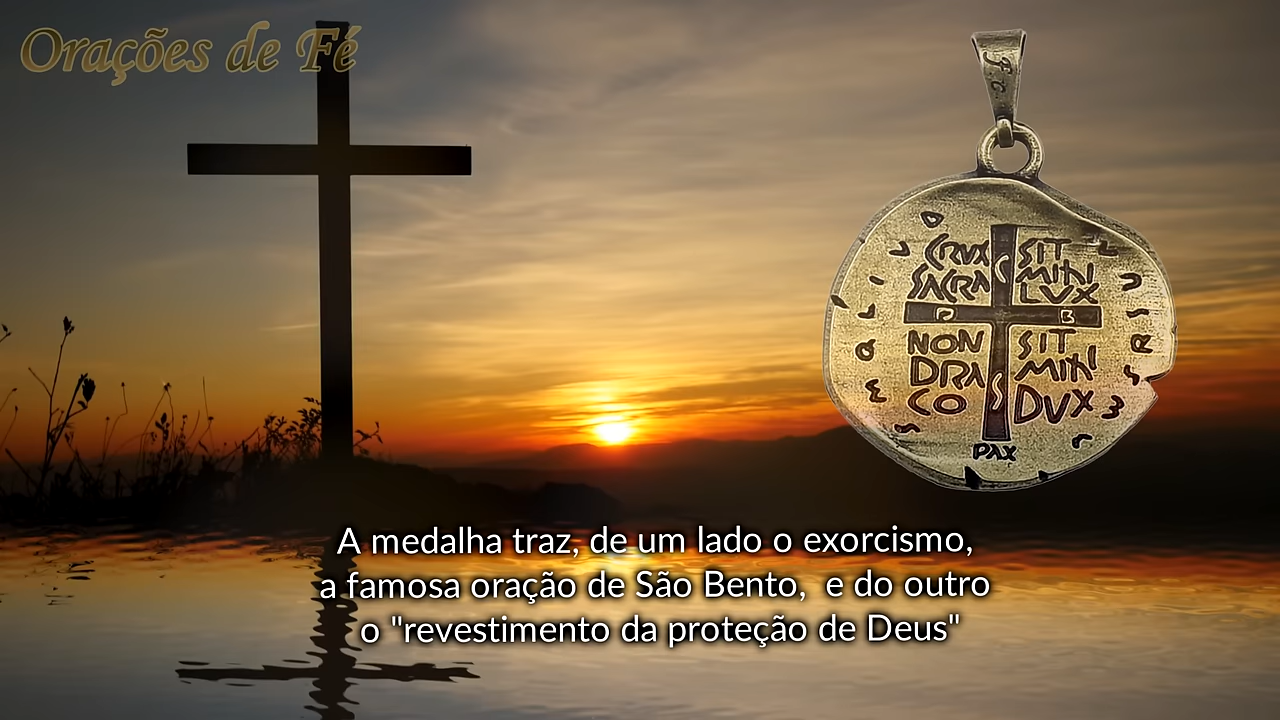 Orações de Fé
CRVX SIT
SACRA MIHI
LVX
NON SIT
DRA MIHI
CO DVX
PAX
A medalha traz, de um lado o exorcismo,
a famosa oração de São Bento, e do outro
o "revestimento da proteção de Deus"